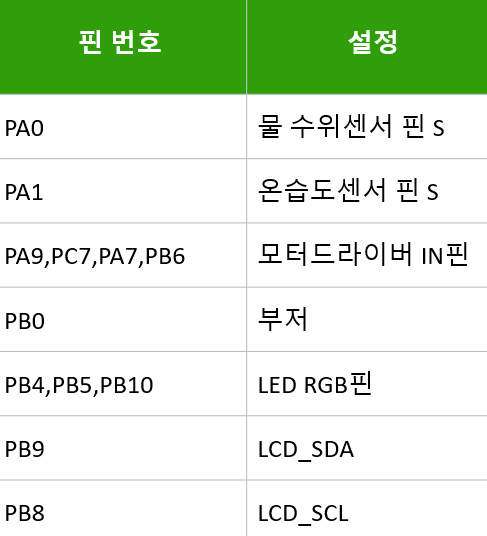 핀 번호 설정
PA0 물 수위센서 핀 S
PA1 온습도센서 핀 S
PA9,PC7,PA7,PB6 모터드라이버 IN핀
PB0 부저
PB4,PB5,PB10 LED RGB핀
PB9 LCD_SDA
PB8 LCD_SCL